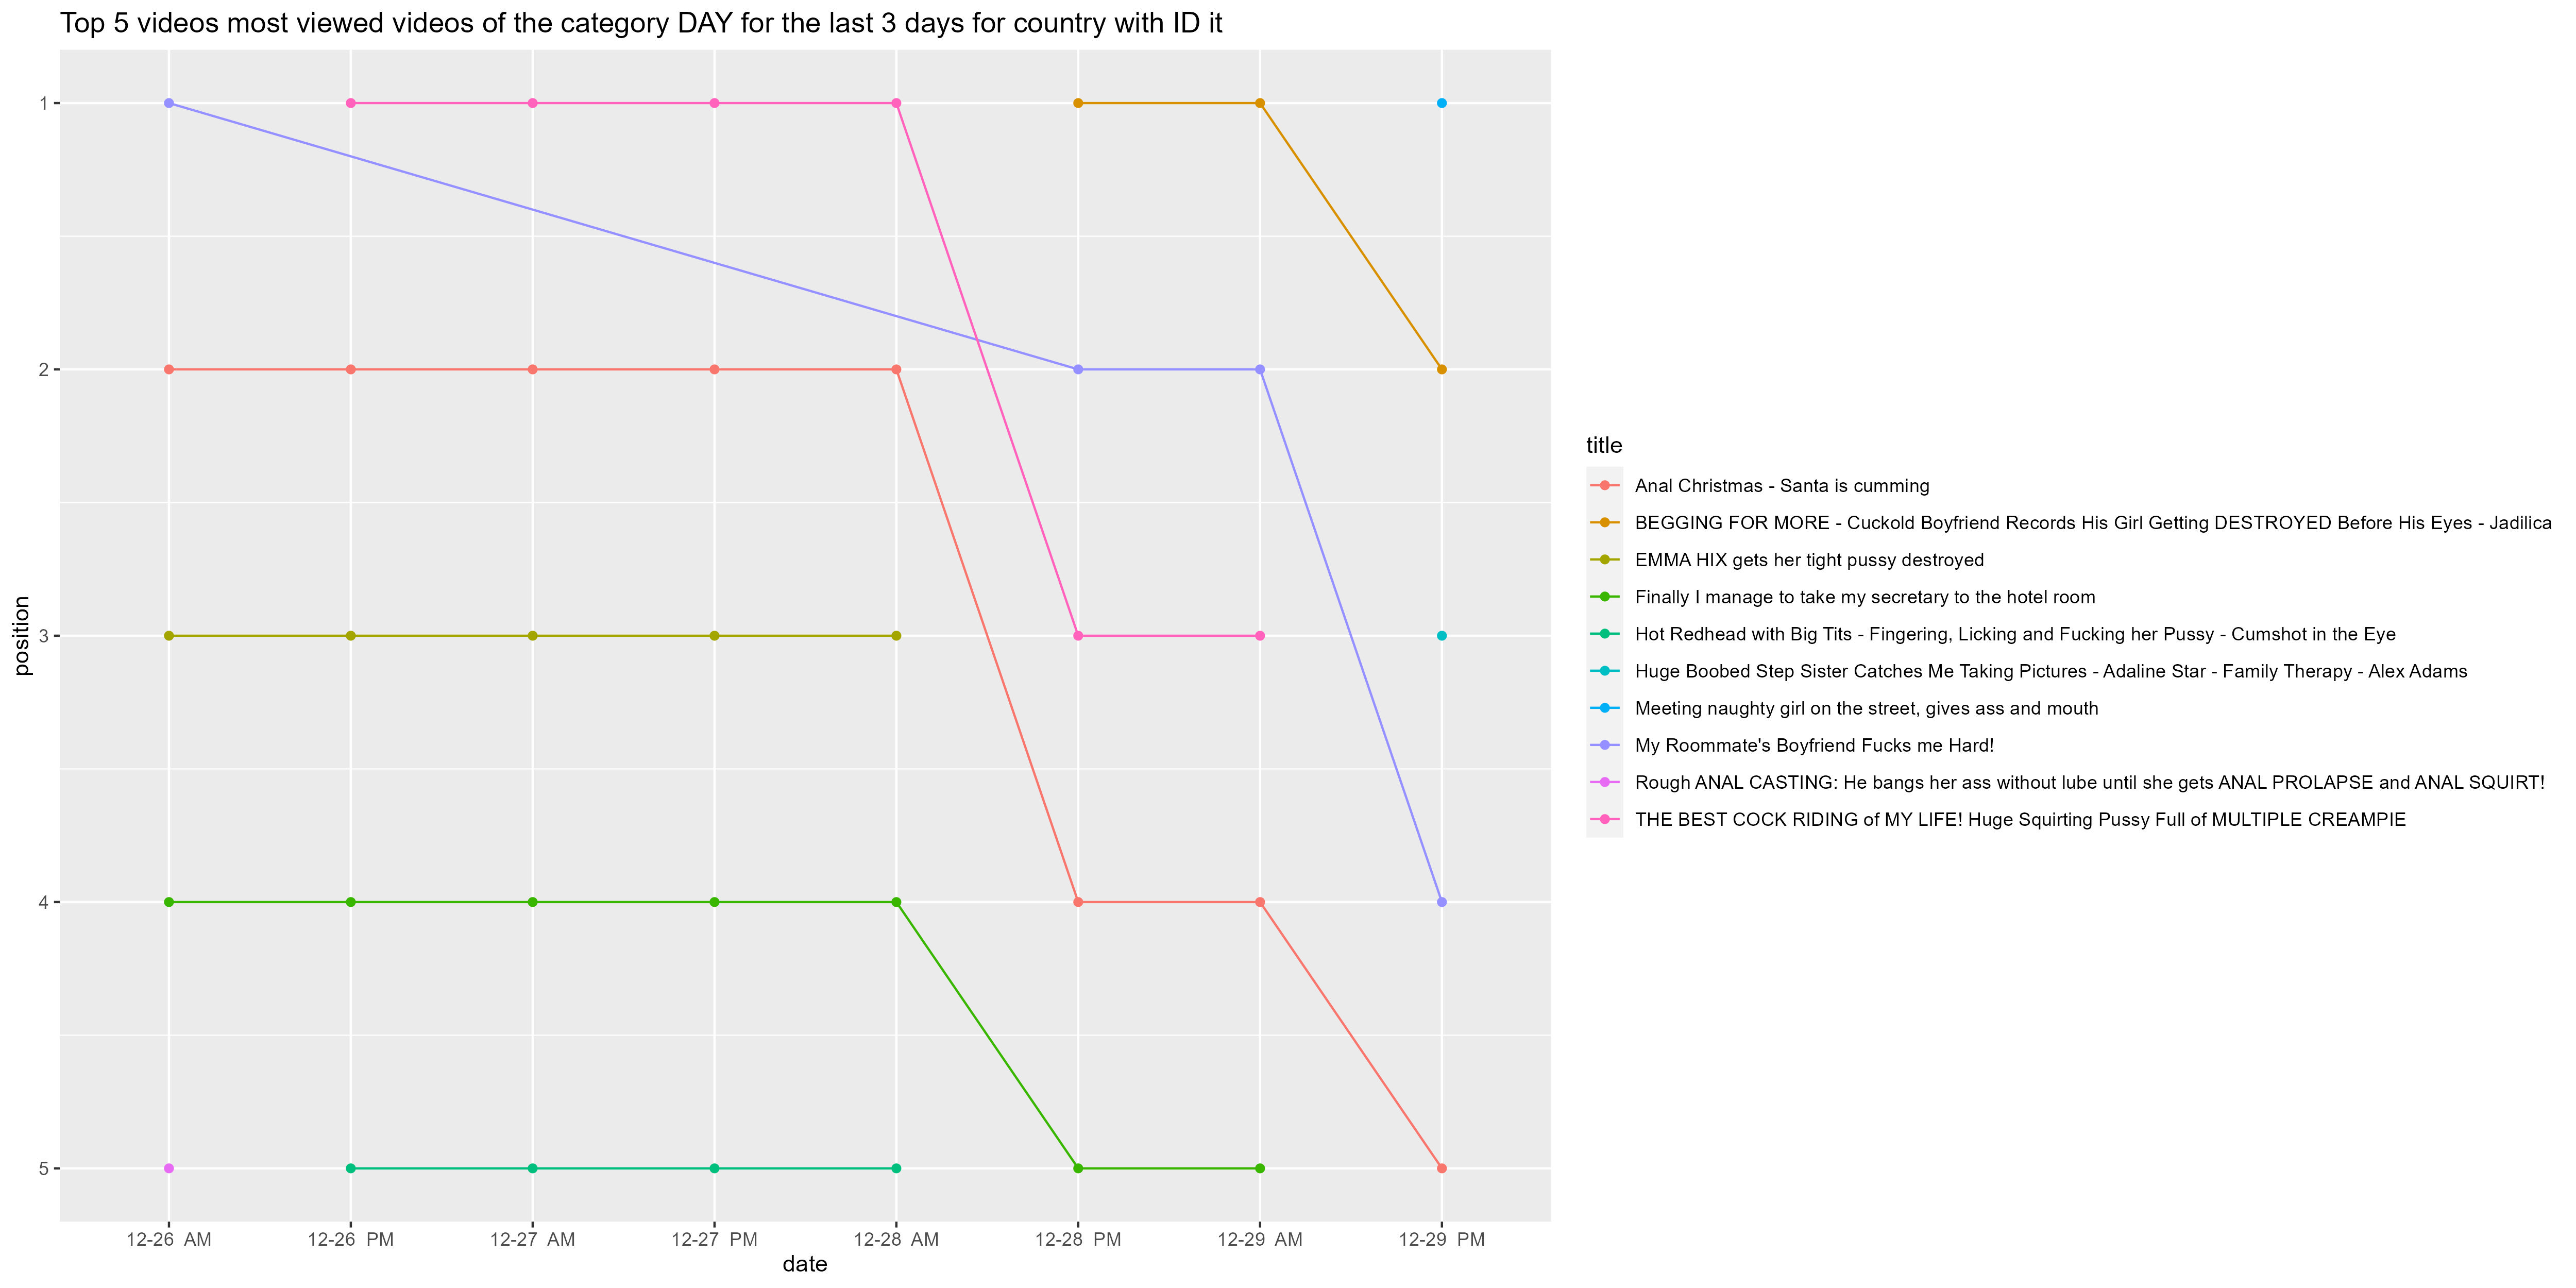 Top 5 videos most viewed videos of the category DAY for the last 3 days for country with ID it
position
1
2
3
4
5
12-26 AM
12-26 PM
12-27 AM
12-27 PM
12-28 AM
12-28 PM
12-29 AM
12-29 PM
date
title
Anal Christmas - Santa is cumming
BEGGING FOR MORE - Cuckold Boyfriend Records His Girl Getting DESTROYED Before His Eyes - Jadilica
EMMA HIX gets her tight pussy destroyed
Finally I manage to take my secretary to the hotel room
Hot Redhead with Big Tits - Fingering, Licking and Fucking her Pussy - Cumshot in the Eye
Huge Boobed Step Sister Catches Me Taking Pictures - Adaline Star - Family Therapy - Alex Adams
Meeting naughty girl on the street, gives ass and mouth
My Roommate's Boyfriend Fucks me Hard!
Rough ANAL CASTING: He bangs her ass without lube until she gets ANAL PROLAPSE and ANAL SQUIRT!
THE BEST COCK RIDING of MY LIFE! Huge Squirting Pussy Full of MULTIPLE CREAMPIE